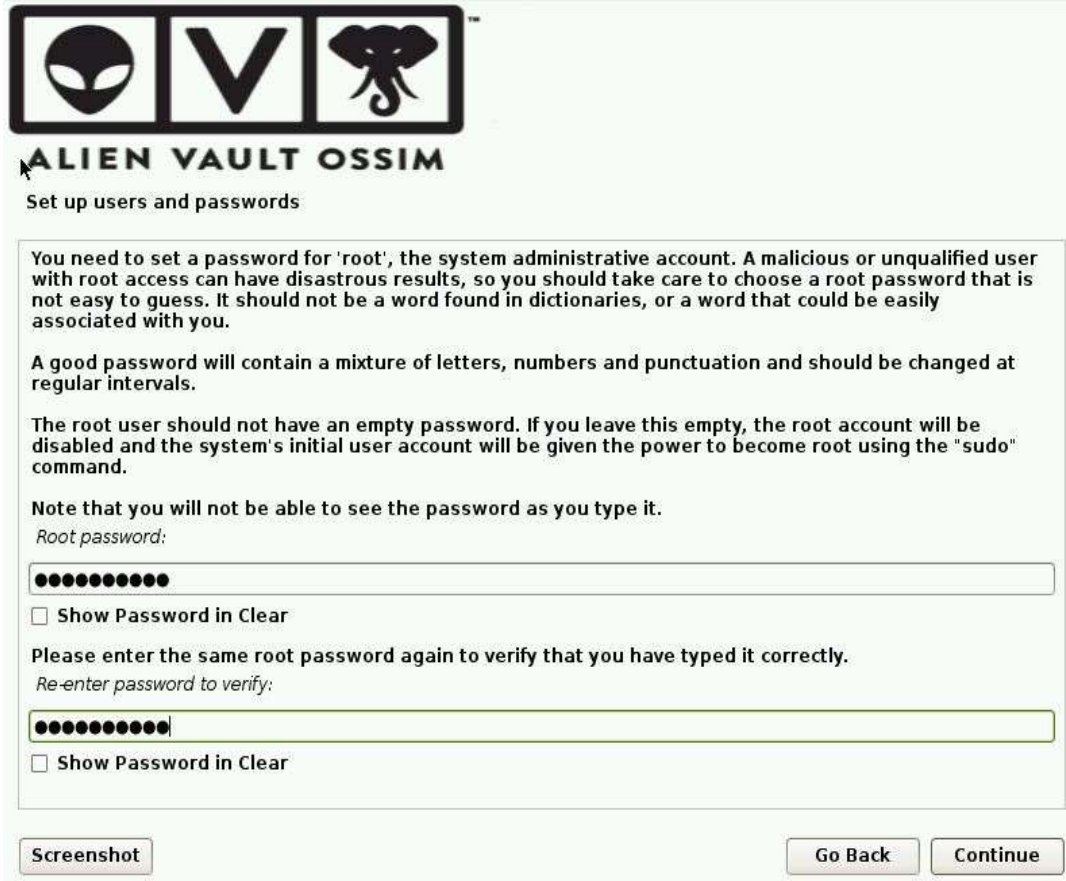 V ™
ALIEN VAULT OSSIM
Set up users and passwords
You need to set a password for 'root', the system administrative account. A malicious or unqualified user
with root access can have disastrous results, so you should take care to choose a root password that is
not easy to guess. It should not be a word found in dictionaries, or a word that could be easily
associated with you.
A good password will contain a mixture of letters, numbers and punctuation and should be changed at
regular intervals.
The root user should not have an empty password. If you leave this empty, the root account will be
disabled and the system's initial user account will be given the power to become root using the "sudo"
command.
Note that you will not be able to see the password as you type it.
Root password:
●●●●●●●●●●
Show Password in Clear
Please enter the same root password again to verify that you have typed it correctly.
Re-enter password to verify:
●●●●●●●●●●
Show Password in Clear
Screenshot Go Back Continue